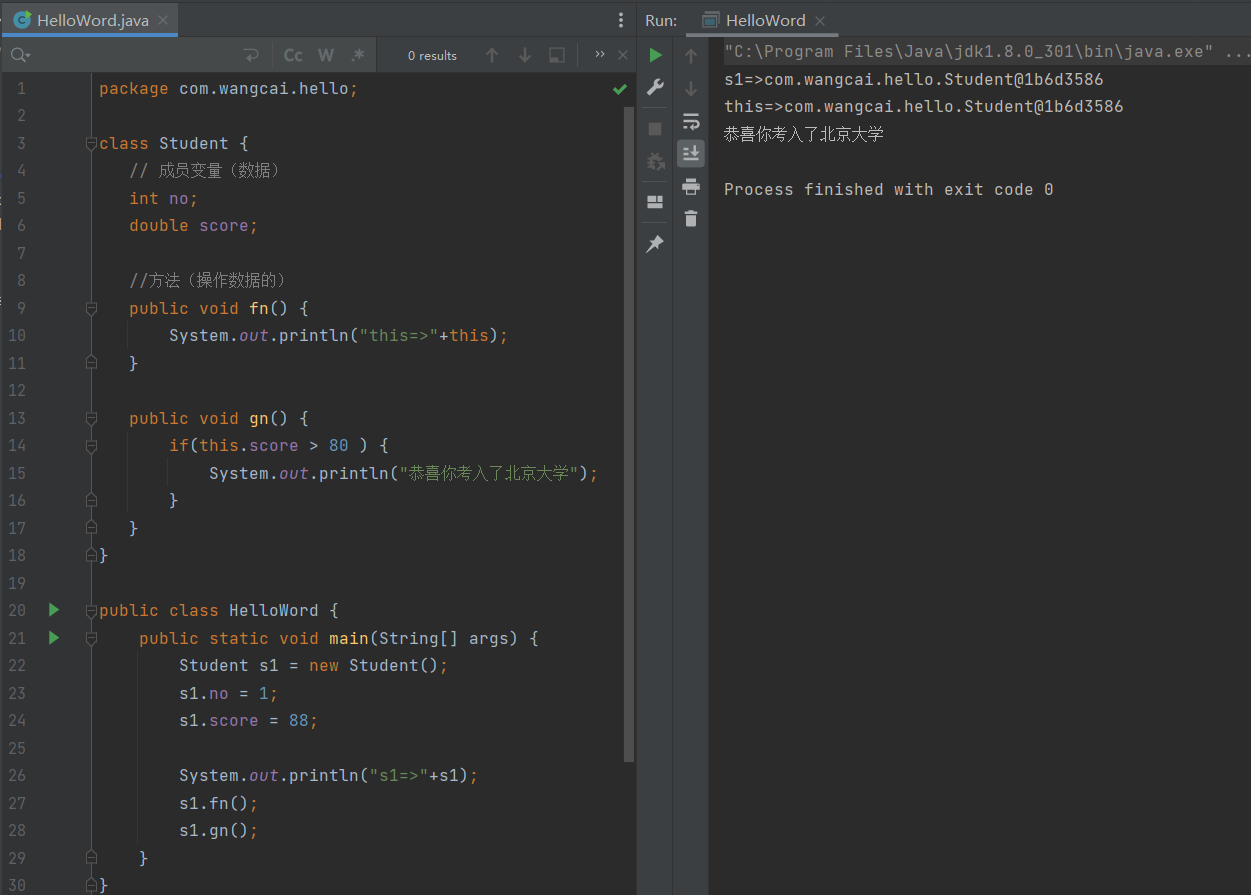 HelloWord.java
Run: HelloWord
Cc W .* 0 results
1 package com.wangcai.hello;
2
3 class Student {
4 // 成员变量（数据）
5 int no;
6 double score;
7
8 //方法（操作数据的）
9 public void fn() {
10 System.out.println("this=>"+this);
11 }
12
13 public void gn() {
14 if(this.score > 80 ) {
15 System.out.println("恭喜你考入了北京大学");
16 }
17 }
18 }
19
20 public class HelloWord {
21 public static void main(String[] args) {
22 Student s1 = new Student();
23 s1.no = 1;
24 s1.score = 88;
25
26 System.out.println("s1=>"+s1);
27 s1.fn();
28 s1.gn();
29 }
30 }
"C:\Program Files\Java\jdk1.8.0_301\bin\java.exe" ...
s1=>com.wangcai.hello.Student@1b6d3586
this=>com.wangcai.hello.Student@1b6d3586
恭喜你考入了北京大学
Process finished with exit code 0